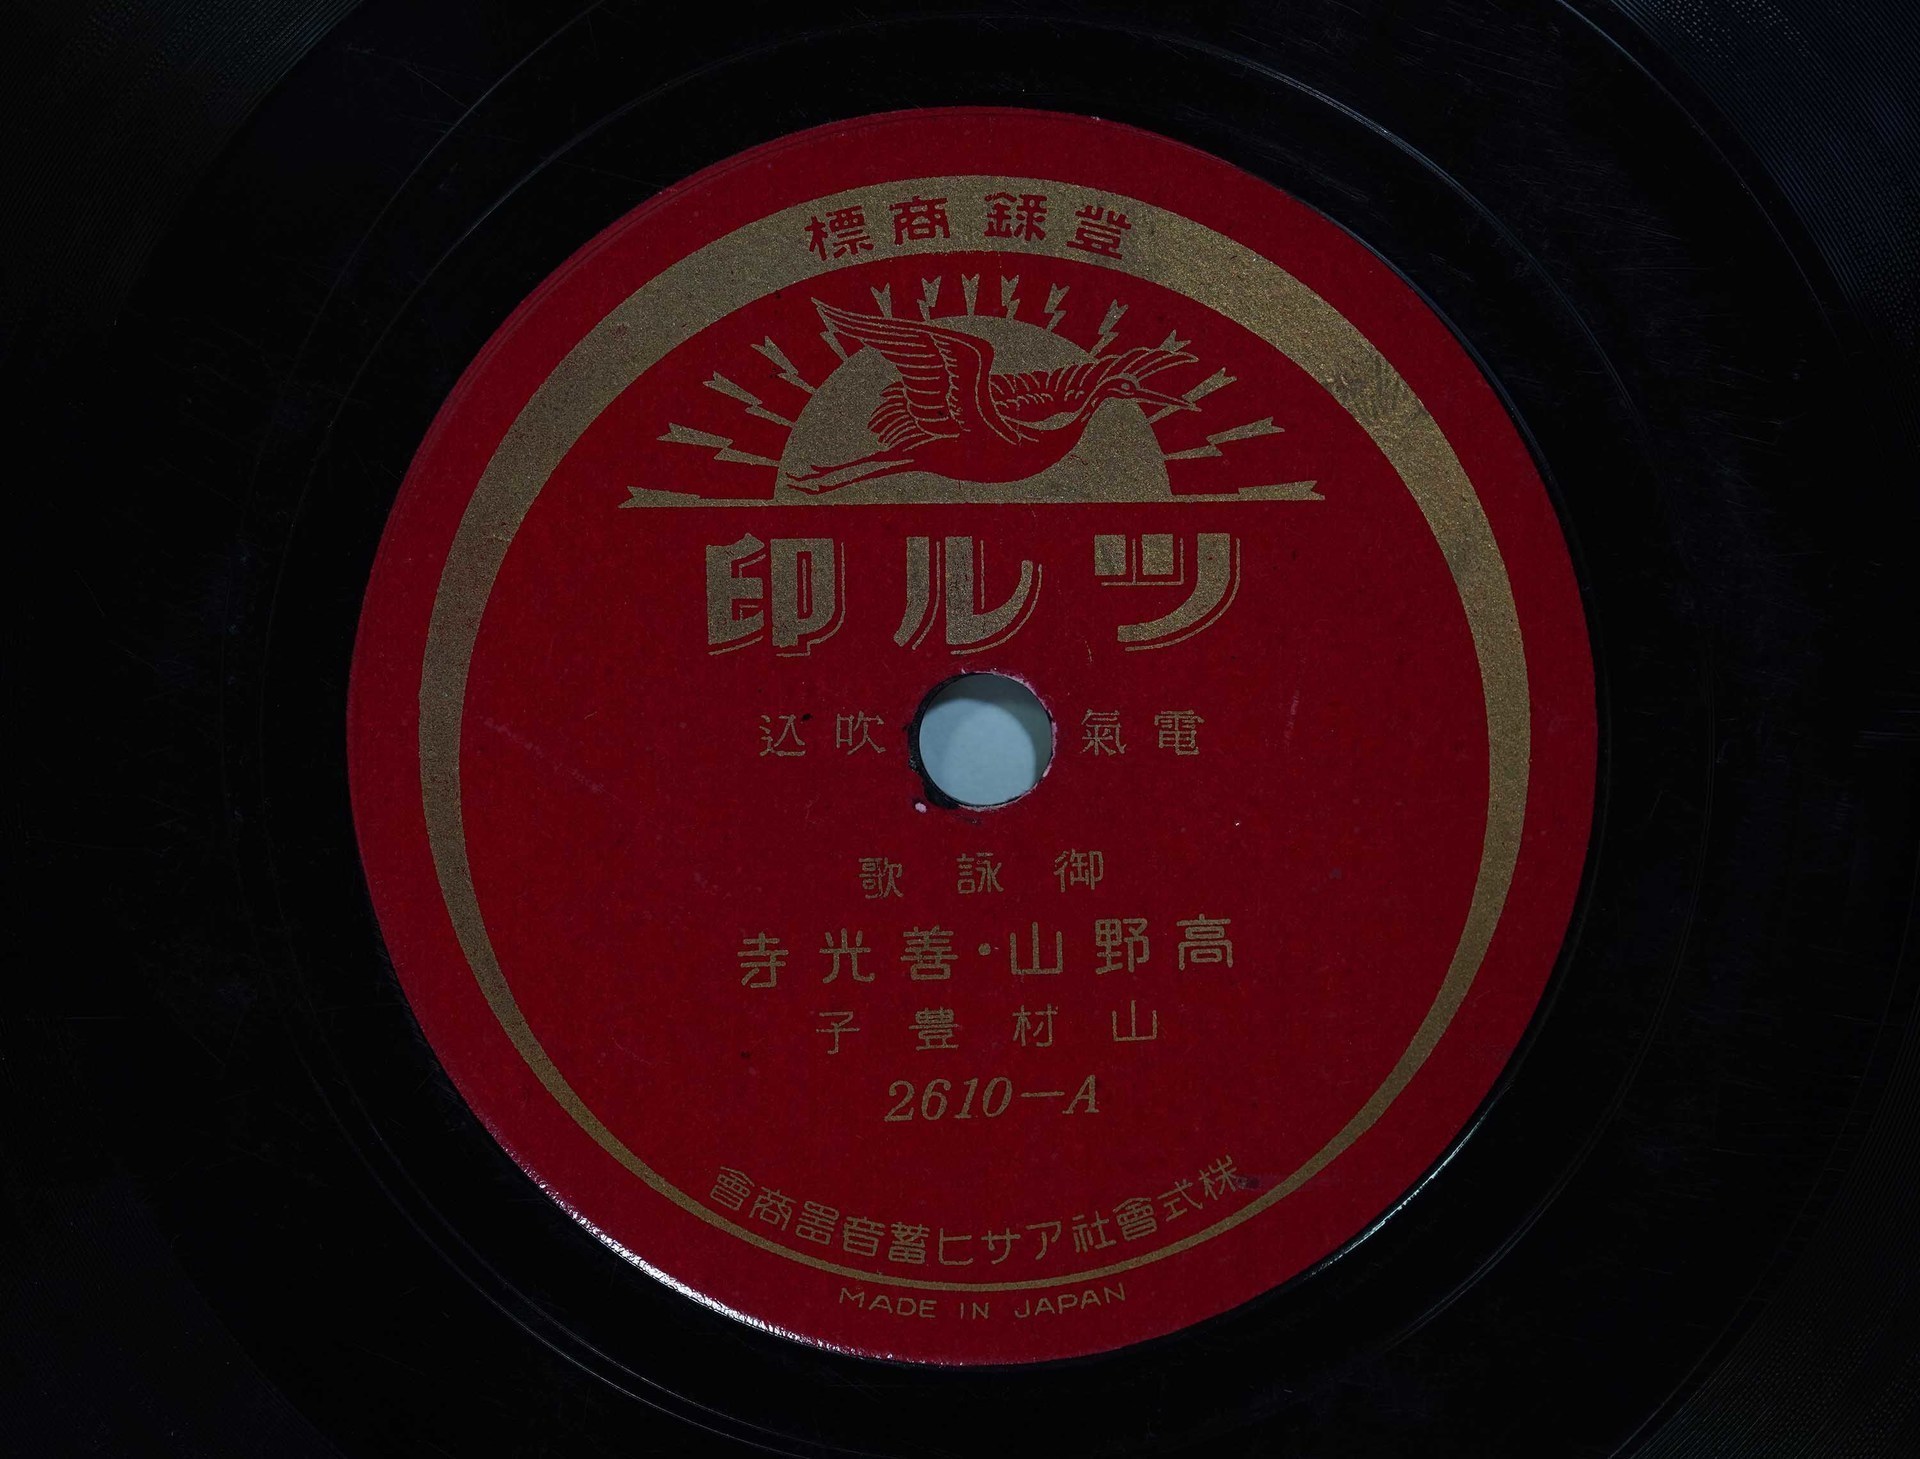 登録商標
ツル印
電氣吹込
御詠歌
高野山・善光寺
山村豊子
2610-A
株式會社アサヒ蓄音器商會
MADE IN JAPAN